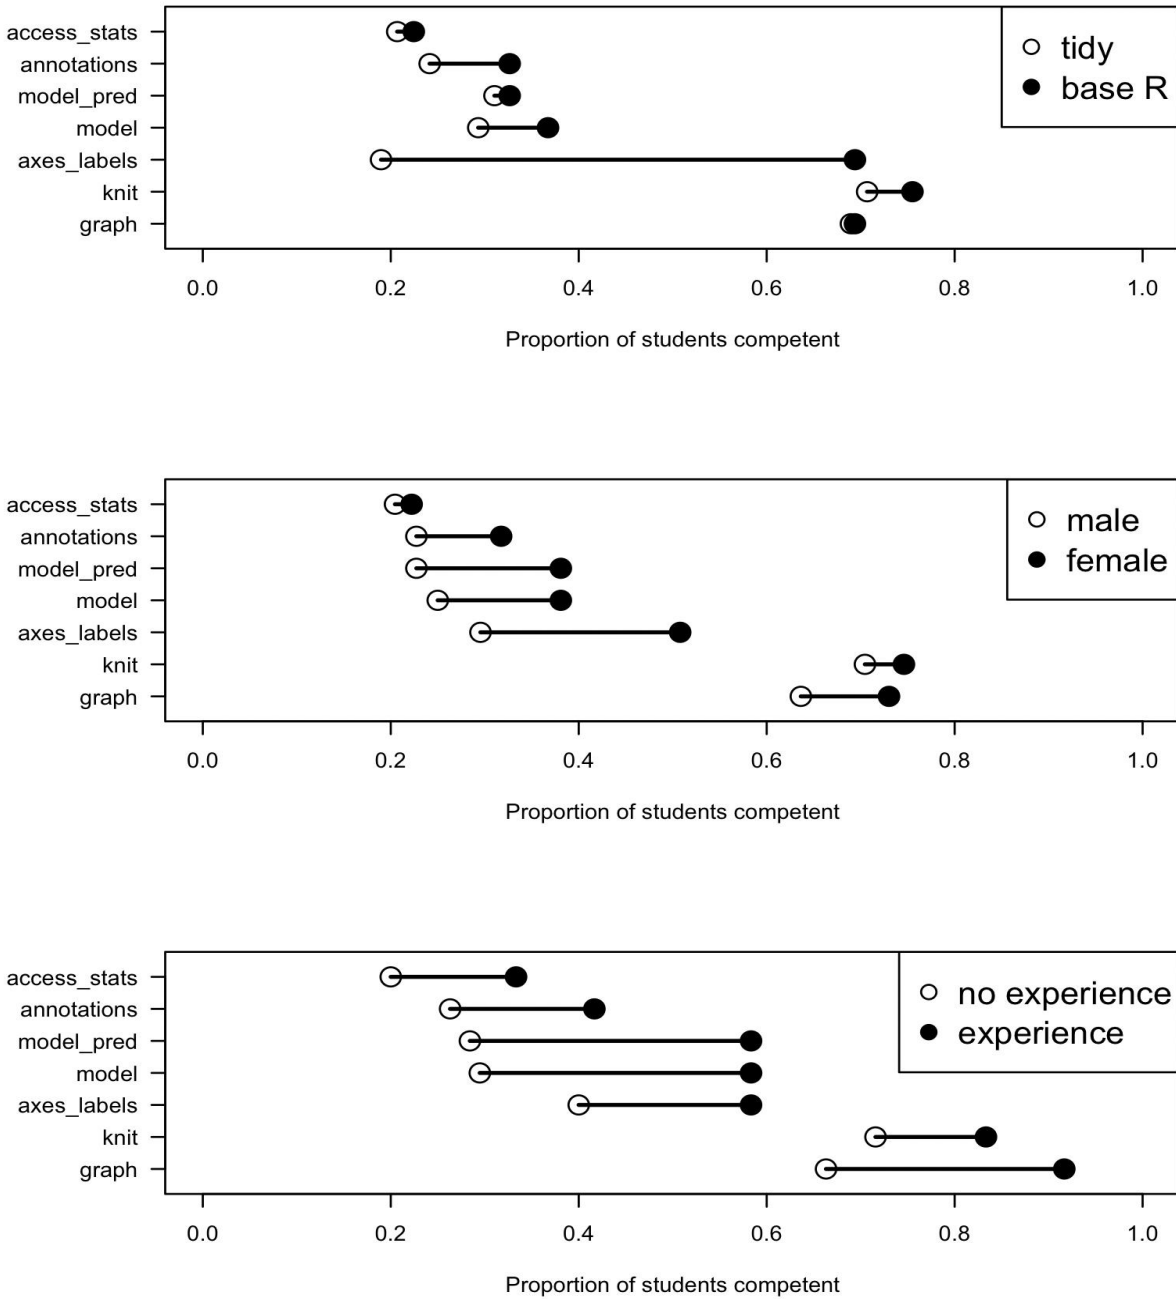 access_stats
annotations
model_pred
model
axes_labels
knit
graph
tidy
base R
0.0 0.2 0.4 0.6 0.8 1.0
Proportion of students competent
access_stats
annotations
model_pred
model
axes_labels
knit
graph
male
female
0.0 0.2 0.4 0.6 0.8 1.0
Proportion of students competent
access_stats
annotations
model_pred
model
axes_labels
knit
graph
no experience
experience
0.0 0.2 0.4 0.6 0.8 1.0
Proportion of students competent